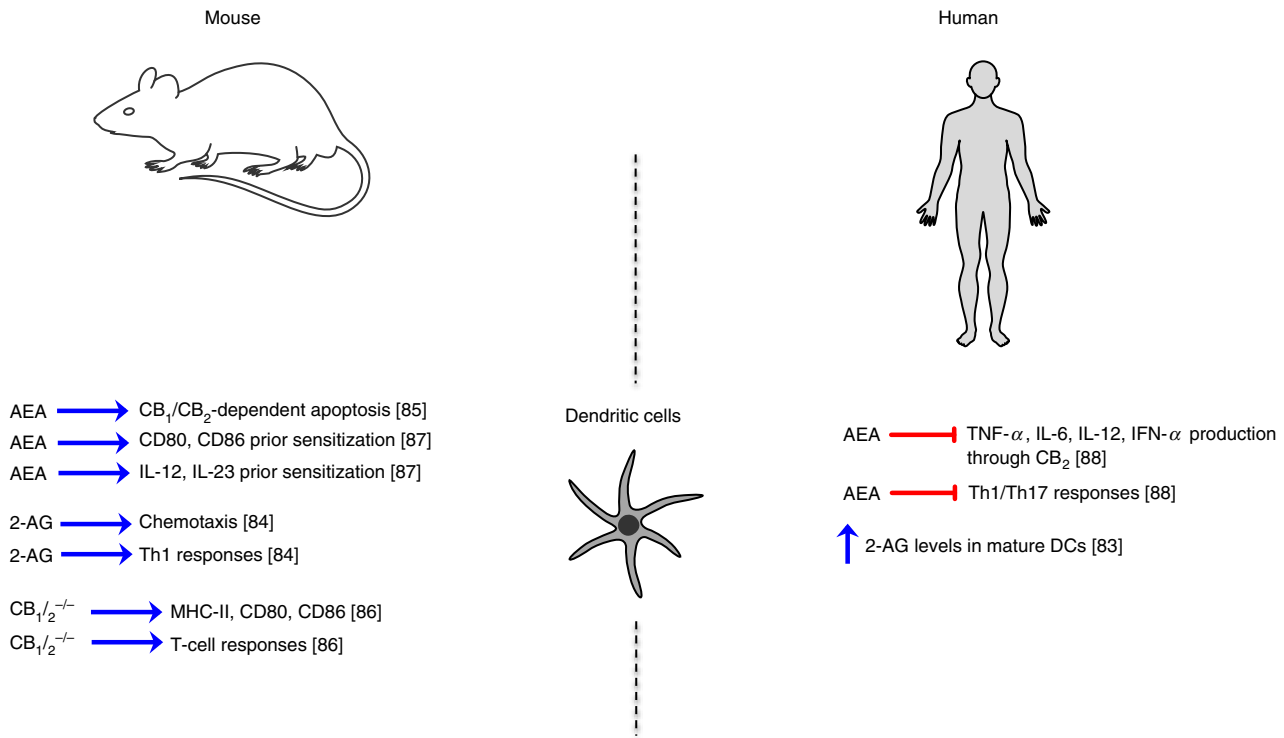 Mouse
Human
AEA CB₁/CB₂-dependent apoptosis [85]
AEA CD80, CD86 prior sensitization [87]
AEA IL-12, IL-23 prior sensitization [87]
2-AG Chemotaxis [84]
2-AG Th1 responses [84]
CB₁/₂⁻/⁻ MHC-II, CD80, CD86 [86]
CB₁/₂⁻/⁻ T-cell responses [86]
Dendritic cells
AEA TNF-α, IL-6, IL-12, IFN-α production
through CB₂ [88]
AEA Th1/Th17 responses [88]
2-AG levels in mature DCs [83]